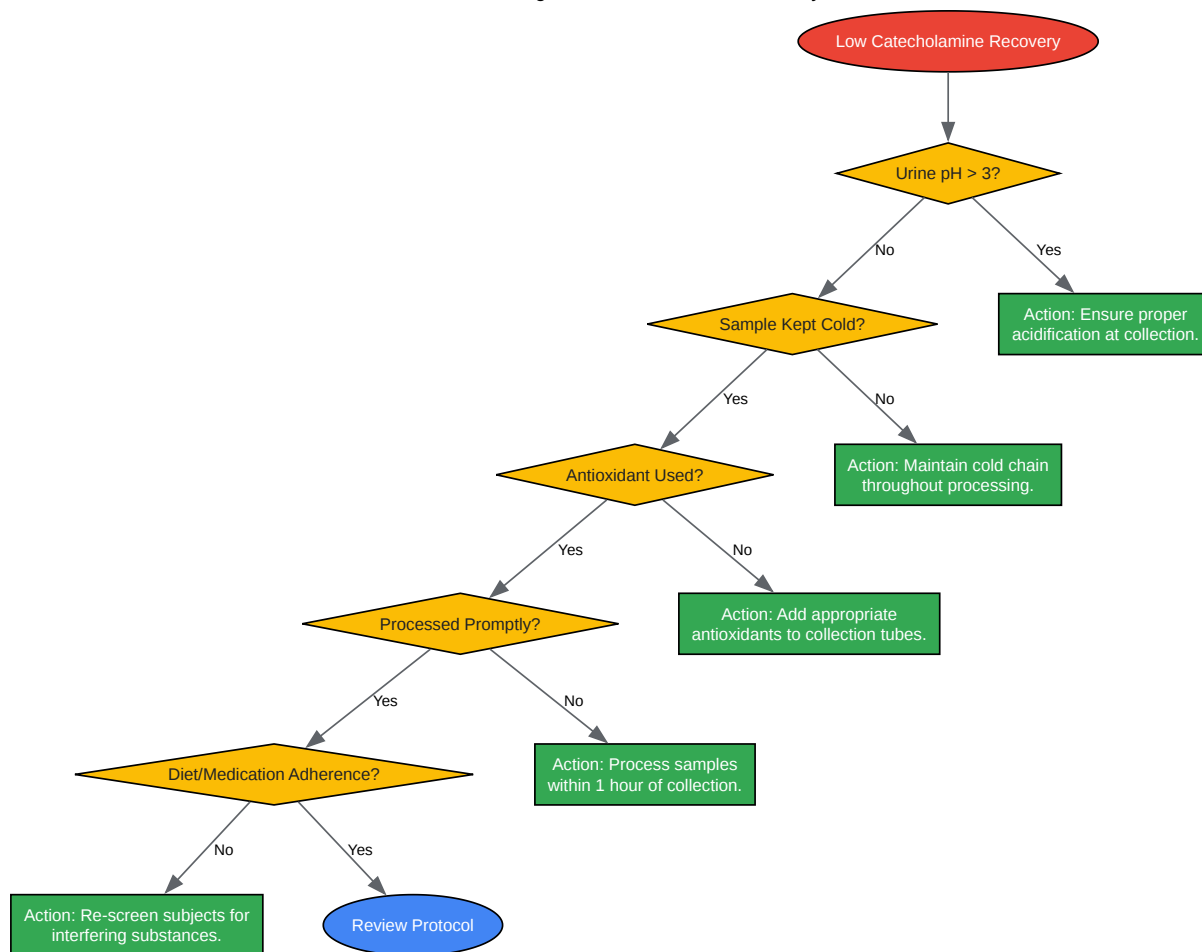 Low Catecholamine Recovery
Urine pH > 3?
No
Yes
Sample Kept Cold?
Action: Ensure proper
acidification at collection.
Yes
No
Antioxidant Used?
Action: Maintain cold chain
throughout processing.
Yes
No
Processed Promptly?
Action: Add appropriate
antioxidants to collection tubes.
Yes
No
Diet/Medication Adherence?
Action: Process samples
within 1 hour of collection.
No
Yes
Action: Re-screen subjects for
interfering substances.
Review Protocol